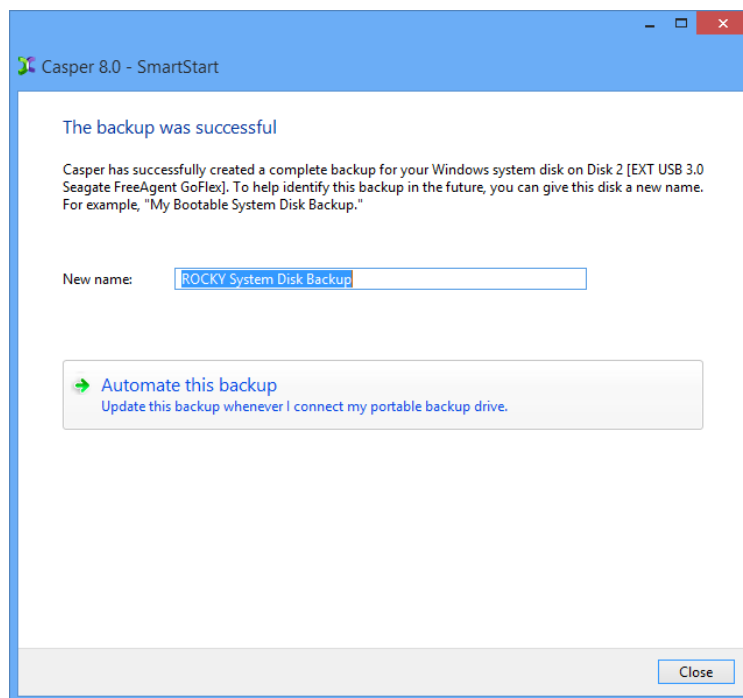 Casper 8.0 - SmartStart
The backup was successful
Casper has successfully created a complete backup for your Windows system disk on Disk 2 [EXT USB 3.0
Seagate FreeAgent GoFlex]. To help identify this backup in the future, you can give this disk a new name.
For example, "My Bootable System Disk Backup."
New name: ROCKY System Disk Backup
Automate this backup
Update this backup whenever I connect my portable backup drive.
Close